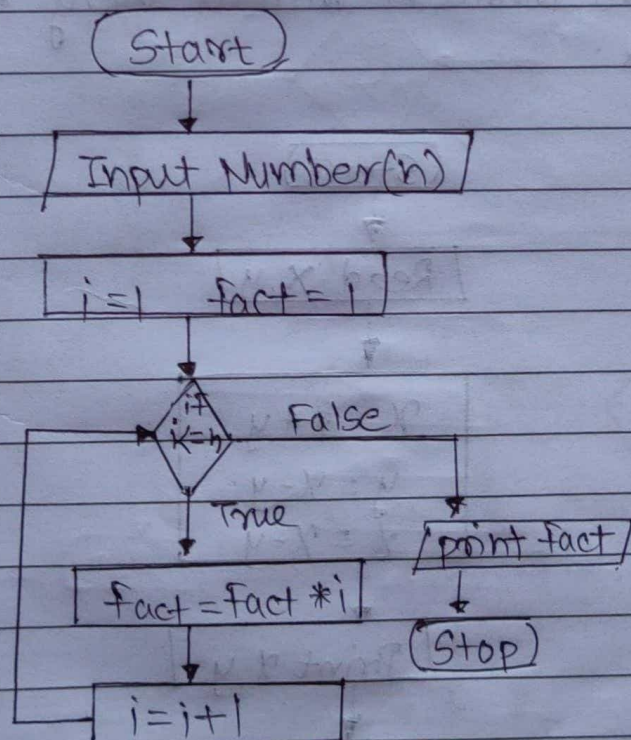 Start
Input Number(n)
i=1 fact=1
if
i<=n
False
True
print fact
fact=fact*i
Stop
i=i+1